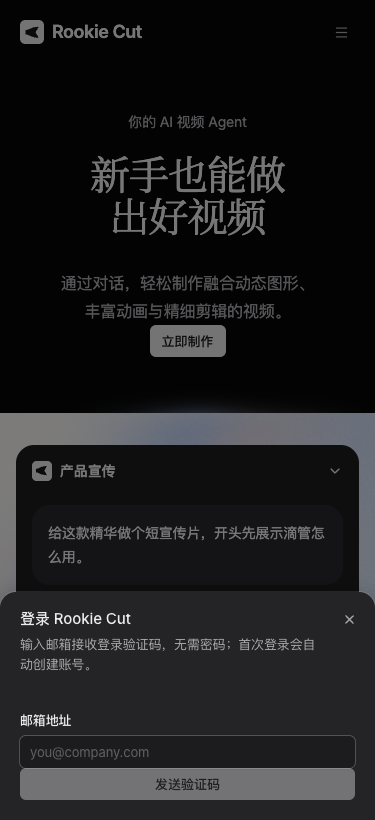 Rookie Cut
你的 AI 视频 Agent
新手也能做
出好视频
通过对话，轻松制作融合动态图形、
丰富动画与精细剪辑的视频。
立即制作
产品宣传
给这款精华做个短宣传片，开头先展示滴管怎
么用。
登录 Rookie Cut
输入邮箱接收登录验证码，无需密码；首次登录会自
动创建账号。
邮箱地址
you@company.com
发送验证码